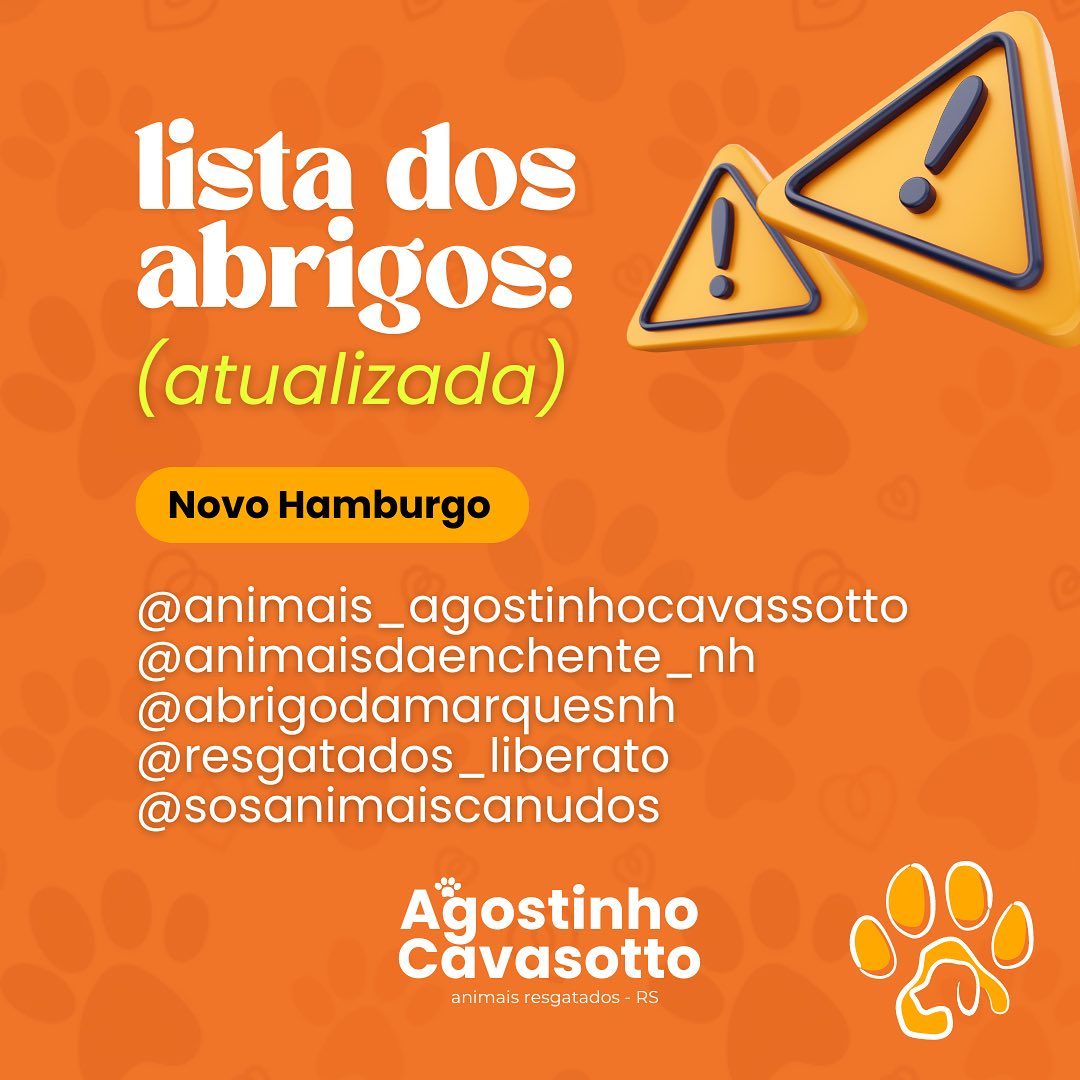 lista dos
abrigos:
(atualizada)
Novo Hamburgo
@animais_agostinhocavassotto
@animaisdaenchente_nh
@abrigodamarquesnh
@resgatados_liberato
@sosanimaiscanudos
Agostinho
Cavasotto
animais resgatados - RS